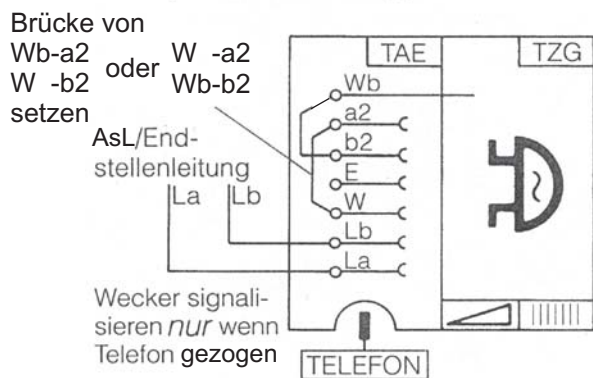 Brücke von
Wb-a2
W -b2
oder
W -a2
Wb-b2
setzen
AsL/End-
stellenleitung
La Lb
TAE
TZG
Wb
a2
b2
E
W
Lb
La
Wecker signali-
sieren nur wenn
Telefon gezogen
TELEFON
~